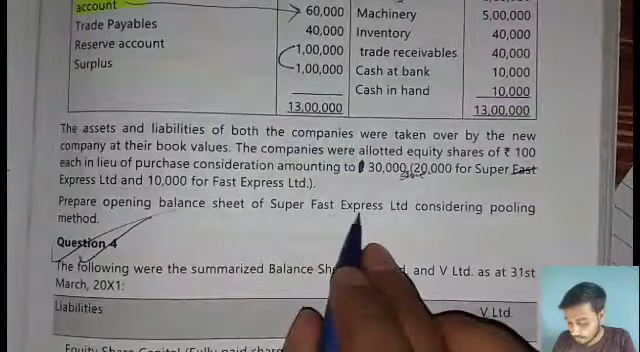 account
60,000 Machinery 5,00,000
Trade Payables 40,000 Inventory 40,000
Reserve account 1,00,000 trade receivables 40,000
Surplus 1,00,000 Cash at bank 10,000
Cash in hand 10,000
13,00,000 13,00,000
The assets and liabilities of both the companies were taken over by the new
company at their book values. The companies were allotted equity shares of ₹ 100
each in lieu of purchase consideration amounting to 30,000 (20,000 for Super Fast
Express Ltd and 10,000 for Fast Express Ltd.).
Prepare opening balance sheet of Super Fast Express Ltd considering pooling
method.
Question 4
The following were the summarized Balance and V Ltd. as at 31st
March, 20X1:
Liabilities V Ltd.
Equity Share Capital (Fully paid